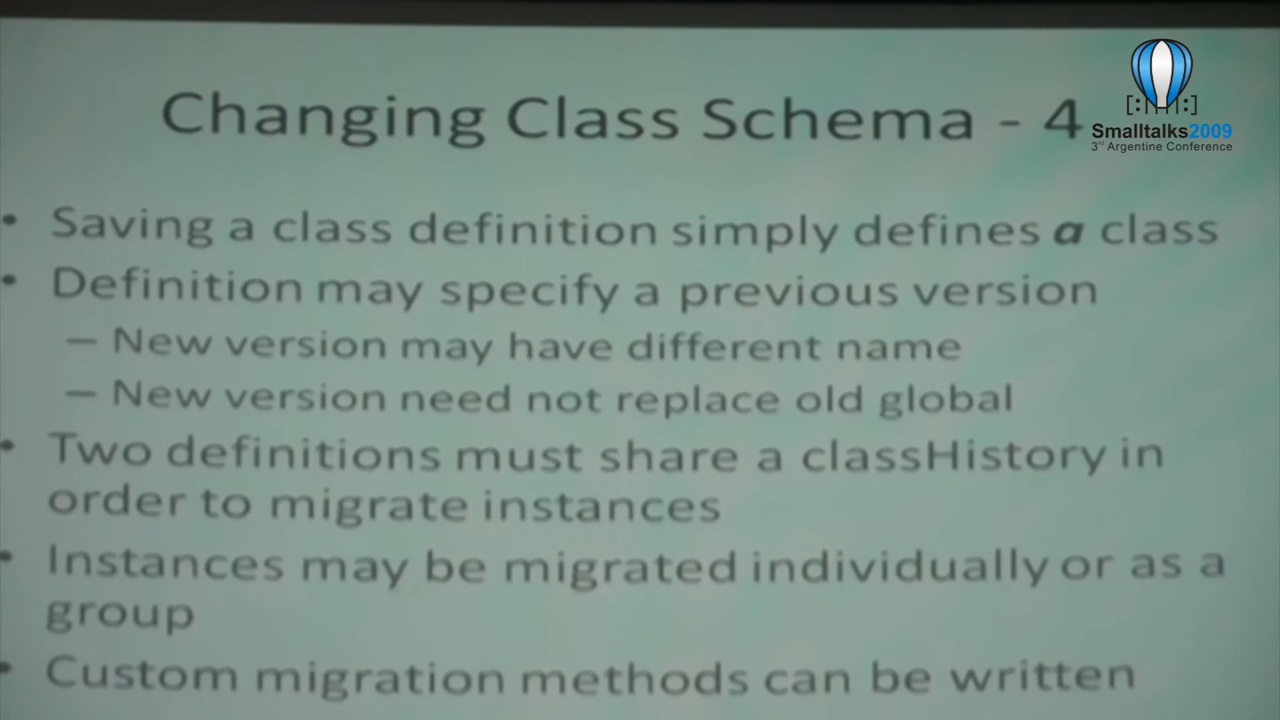 Changing Class Schema - 4
[:| | | |:]
Smalltalks2009
3rd Argentine Conference
• Saving a class definition simply defines a class
• Definition may specify a previous version
– New version may have different name
– New version need not replace old global
• Two definitions must share a classHistory in
order to migrate instances
• Instances may be migrated individually or as a
group
• Custom migration methods can be written